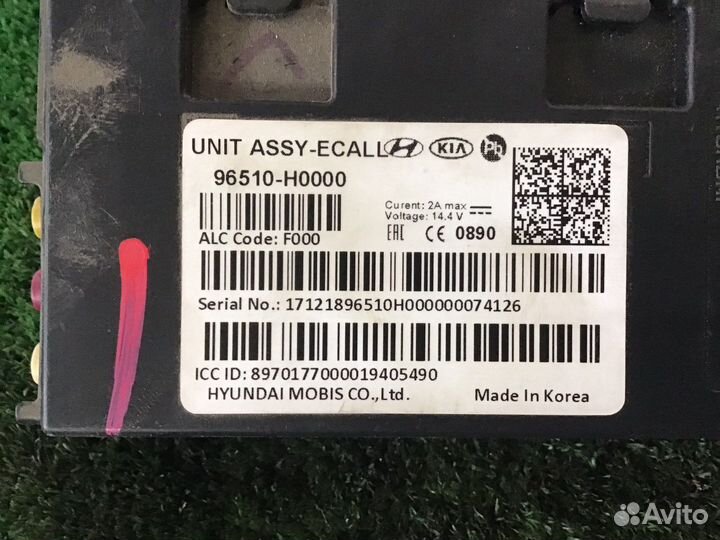 UNIT ASSY-ECALL KIA Pb
96510-H0000
Curent: 2A max
Voltage: 14.4 V
ALC Code: F000
EAC CE 0890
Serial No.: 17121896510H000000074126
ICC ID: 8970177000019405490
HYUNDAI MOBIS CO.,Ltd. Made In Korea
Avito